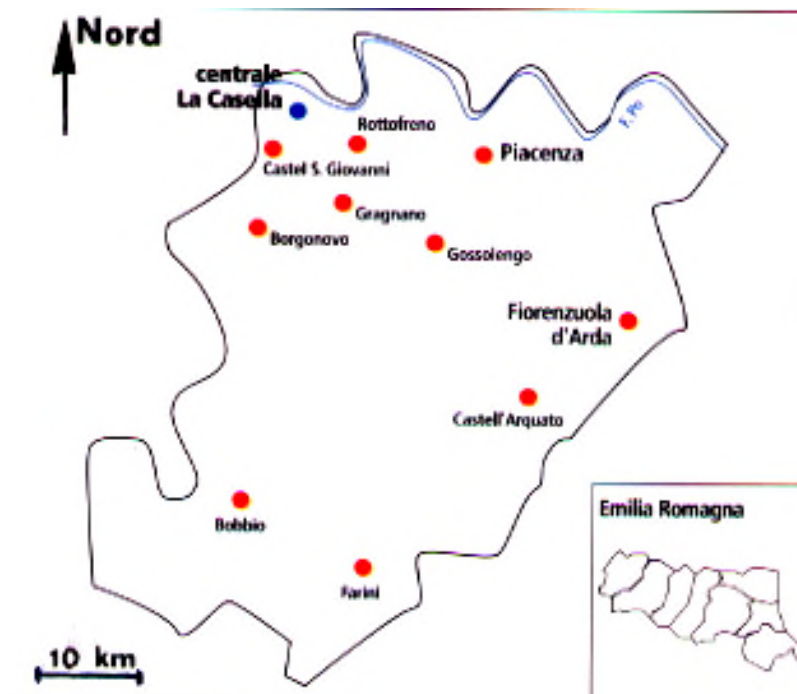 Nord
centrale
La Casella
Rottofreno
F. Po
Castel S. Giovanni
Piacenza
Gragnano
Borgonovo
Gossolengo
Fiorenzuola
d'Arda
Castell'Arquato
Bobbio
Farini
Emilia Romagna
10 km